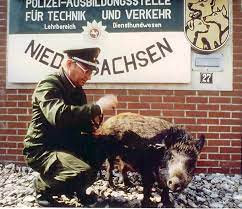 POLIZEI-AUSBILDUNGSSTELLE
FÜR TECHNIK UND VERKEHR
Lehrbereich Diensthundwesen
NIEDERSACHSEN
27